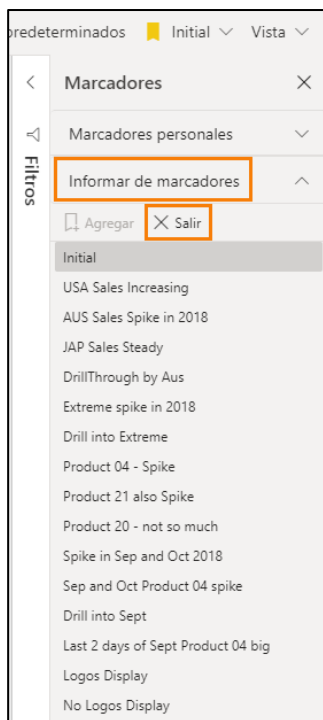 Initial Vista
Marcadores
Marcadores personales
Filtros
Informar de marcadores
Agregar Salir
Initial
USA Sales Increasing
AUS Sales Spike in 2018
JAP Sales Steady
DrillThrough by Aus
Extreme spike in 2018
Drill into Extreme
Product 04 - Spike
Product 21 also Spike
Product 20 - not so much
Spike in Sep and Oct 2018
Sep and Oct Product 04 spike
Drill into Sept
Last 2 days of Sept Product 04 big
Logos Display
No Logos Display